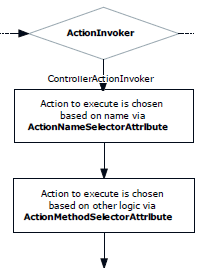 ActionInvoker
ControllerActionInvoker
Action to execute is chosen
based on name via
ActionNameSelectorAttribute
Action to execute is chosen
based on other logic via
ActionMethodSelectorAttribute